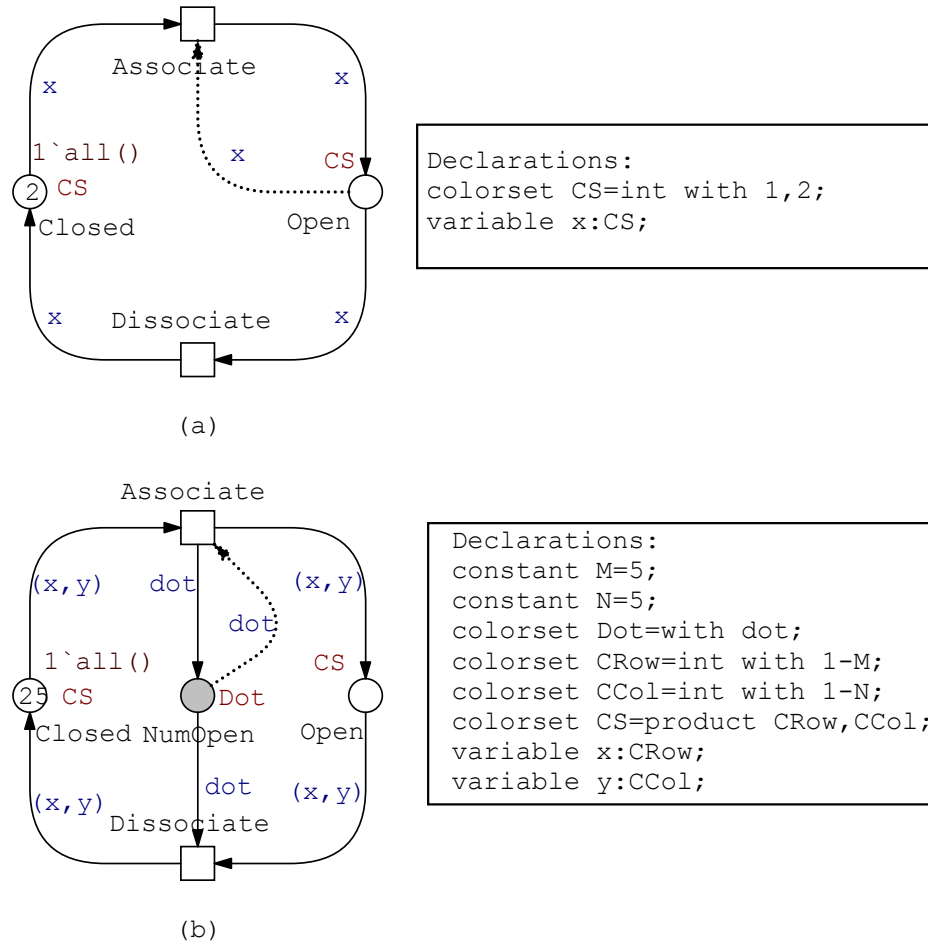 Associate
x
x
1`all()
x
CS
2
CS
Closed
Open
Dissociate
x
x
(a)
Declarations:
colorset CS=int with 1,2;
variable x:CS;
Associate
(x,y)
dot
(x,y)
dot
1`all()
CS
25
CS
Dot
Closed
NumOpen
Open
dot
(x,y)
(x,y)
Dissociate
(b)
Declarations:
constant M=5;
constant N=5;
colorset Dot=with dot;
colorset CRow=int with 1-M;
colorset CCol=int with 1-N;
colorset CS=product CRow,CCol;
variable x:CRow;
variable y:CCol;